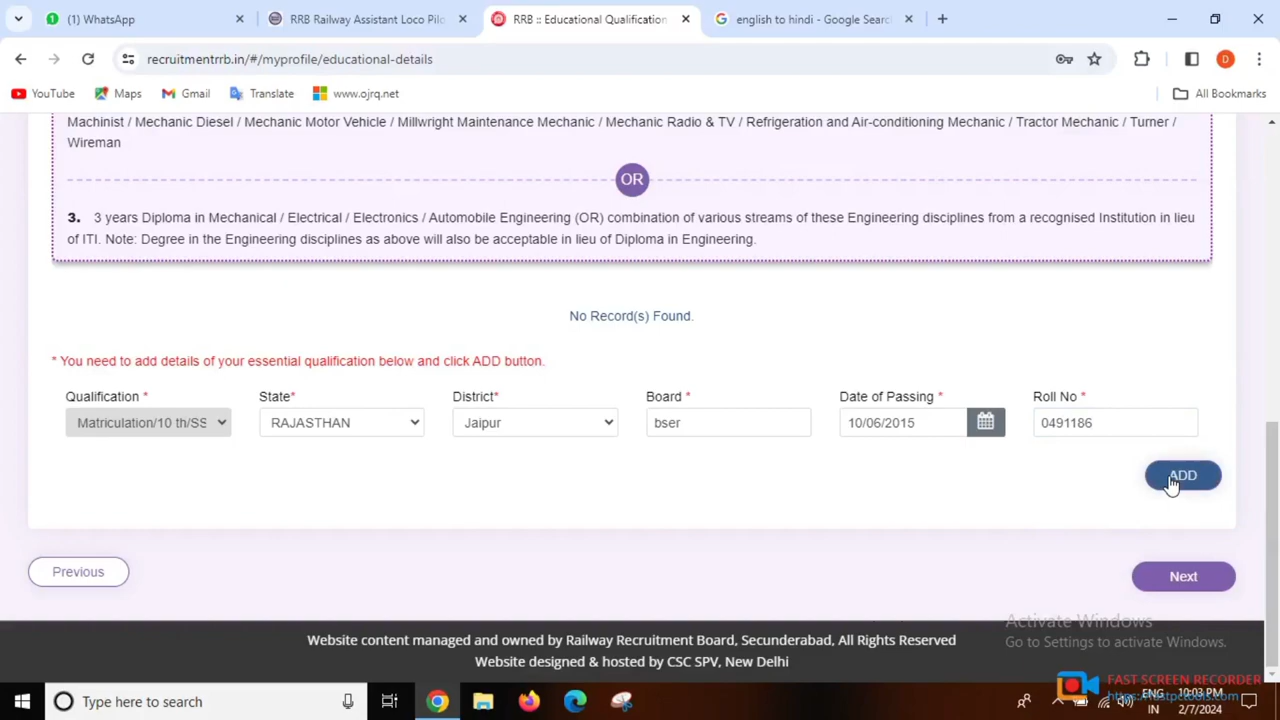 (1) WhatsApp
RRB Railway Assistant Loco Pilo
RRB :: Educational Qualification
english to hindi - Google Searc
recruitmentrrb.in/#/myprofile/educational-details
YouTube
Maps
Gmail
Translate
www.ojrq.net
All Bookmarks
D
Machinist / Mechanic Diesel / Mechanic Motor Vehicle / Millwright Maintenance Mechanic / Mechanic Radio & TV / Refrigeration and Air-conditioning Mechanic / Tractor Mechanic / Turner /
Wireman
OR
3. 3 years Diploma in Mechanical / Electrical / Electronics / Automobile Engineering (OR) combination of various streams of these Engineering disciplines from a recognised Institution in lieu
of ITI. Note: Degree in the Engineering disciplines as above will also be acceptable in lieu of Diploma in Engineering.
No Record(s) Found.
* You need to add details of your essential qualification below and click ADD button.
Qualification * State* District* Board * Date of Passing * Roll No *
Matriculation/10 th/SS RAJASTHAN Jaipur bser 10/06/2015 0491186
ADD
Previous
Next
Activate Windows
Go to Settings to activate Windows.
Website content managed and owned by Railway Recruitment Board, Secunderabad, All Rights Reserved
Website designed & hosted by CSC SPV, New Delhi
FAST SCREEN RECORDER
Type here to search
ENG
IN
10:03 PM
2/7/2024